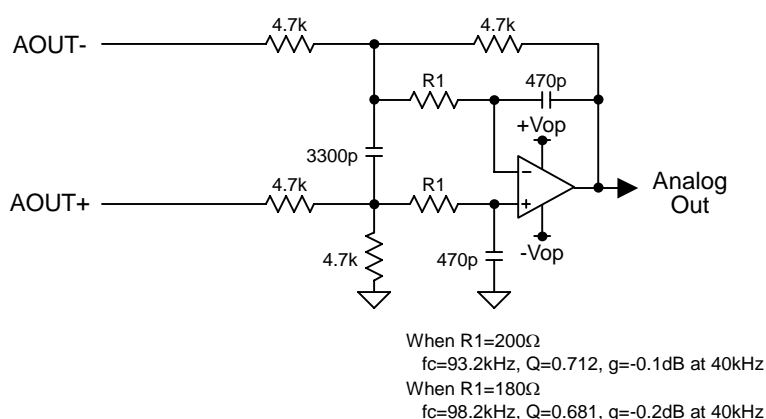 4.7k
4.7k
AOUT-
R1
470p
+Vop
3300p
4.7k
R1
AOUT+
−
+
Analog
Out
4.7k
470p
-Vop
When R1=200Ω
fc=93.2kHz, Q=0.712, g=-0.1dB at 40kHz
When R1=180Ω
fc=98.2kHz, Q=0.681, g=-0.2dB at 40kHz